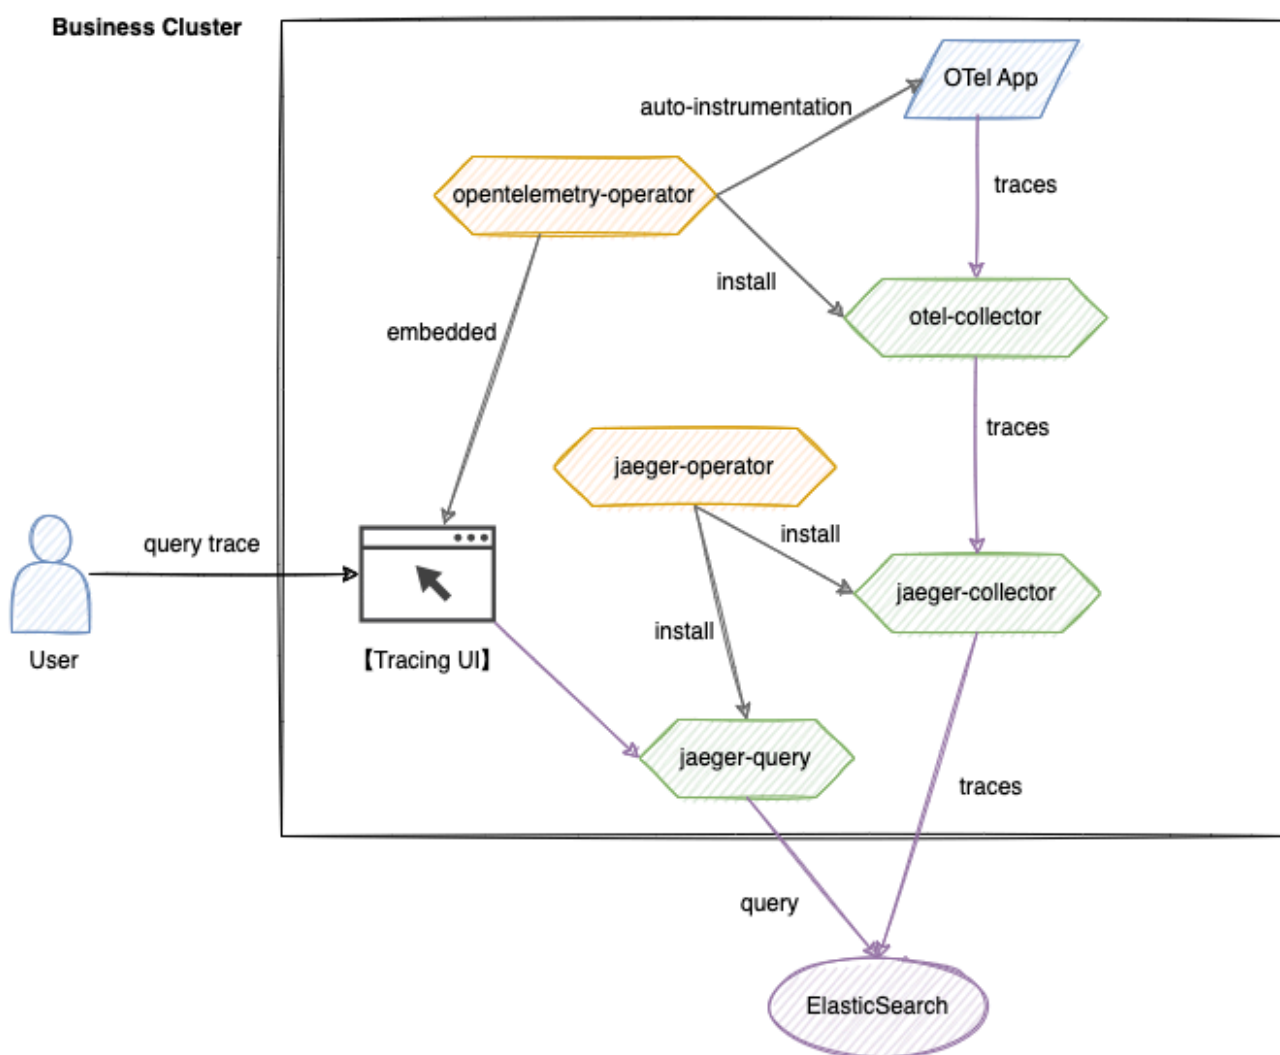 Business Cluster
OTel App
auto-instrumentation
opentelemetry-operator
traces
install
otel-collector
embedded
traces
jaeger-operator
install
query trace
jaeger-collector
install
User
【Tracing UI】
jaeger-query
traces
query
ElasticSearch